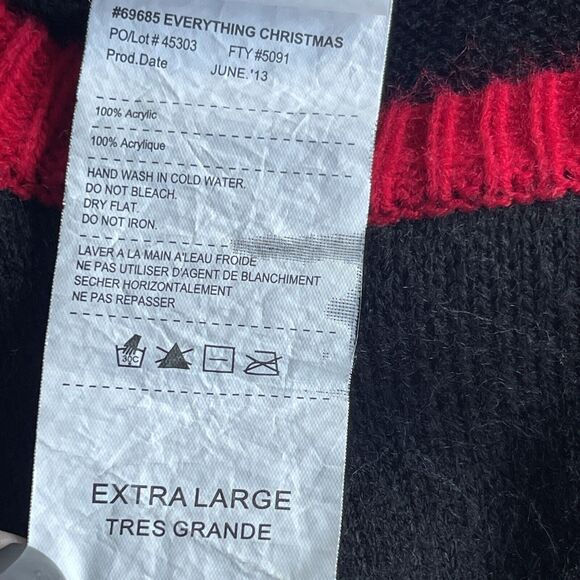 #69685 EVERYTHING CHRISTMAS
PO/Lot # 45303 FTY #5091
Prod.Date JUNE.'13
100% Acrylic
100% Acrylique
HAND WASH IN COLD WATER.
DO NOT BLEACH.
DRY FLAT.
DO NOT IRON.
LAVER A LA MAIN A'LEAU FROIDE
NE PAS UTILISER D'AGENT DE BLANCHIMENT
SECHER HORIZONTALEMENT
NE PAS REPASSER
30C
EXTRA LARGE
TRES GRANDE